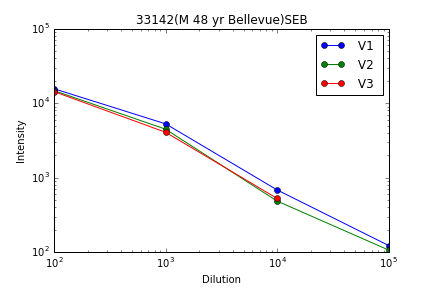 33142(M 48 yr Bellevue)SEB
10^5
10^4
10^3
10^2
Intensity
V1
V2
V3
10^2 10^3 10^4 10^5
Dilution